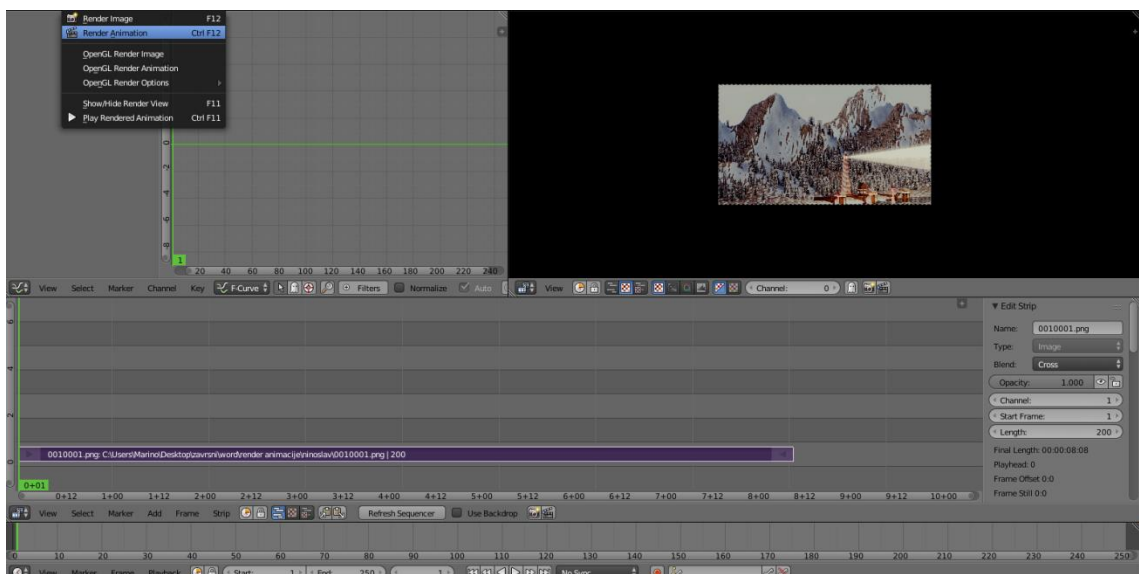 Render Image F12
Render Animation Ctrl F12
OpenGL Render Image
OpenGL Render Animation
OpenGL Render Options
Show/Hide Render View F11
Play Rendered Animation Ctrl F11
0
-2
-4
-6
-8
1
20 40 60 80 100 120 140 160 180 200 220 240
View Select Marker Channel Key F-Curve Filters Normalize Auto
View Channel: 0
Edit Strip
Name: 0010001.png
Type: Image
Blend: Cross
Opacity: 1.000
Channel: 1
Start Frame: 1
Length: 200
Final Length: 00:00:08:08
Playhead: 0
Frame Offset 0:0
Frame Still 0:0
6
4
2
0
0010001.png: C:\Users\Marino\Desktop\zavrsni\word\render animacije\ninoslav\0010001.png | 200
0+01
0+12 1+00 1+12 2+00 2+12 3+00 3+12 4+00 4+12 5+00 5+12 6+00 6+12 7+00 7+12 8+00 8+12 9+00 9+12 10+00
View Select Marker Add Frame Strip Refresh Sequencer Use Backdrop
0 10 20 30 40 50 60 70 80 90 100 110 120 130 140 150 160 170 180 190 200 210 220 230 240 250
View Marker Frame Playback Start: 1 End: 250 1 No Sync